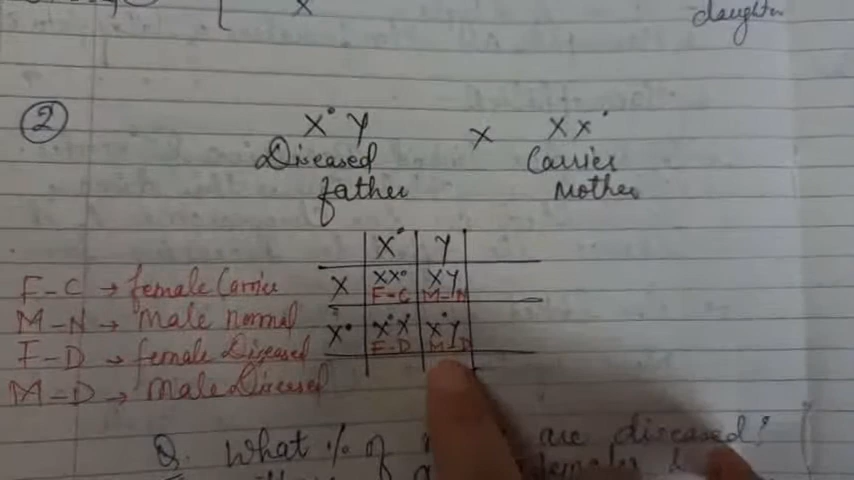 X
daughter
2
X° Y × X X°
Diseased Carrier
father Mother
X° Y
X XX° XY
F-C M-N
X° X°X° X°Y
F-D M-D
F-C → female Carrier
M-N → Male normal
F-D → female Diseased
M-D → Male Diseased
Q. What % of are diseased?
females &